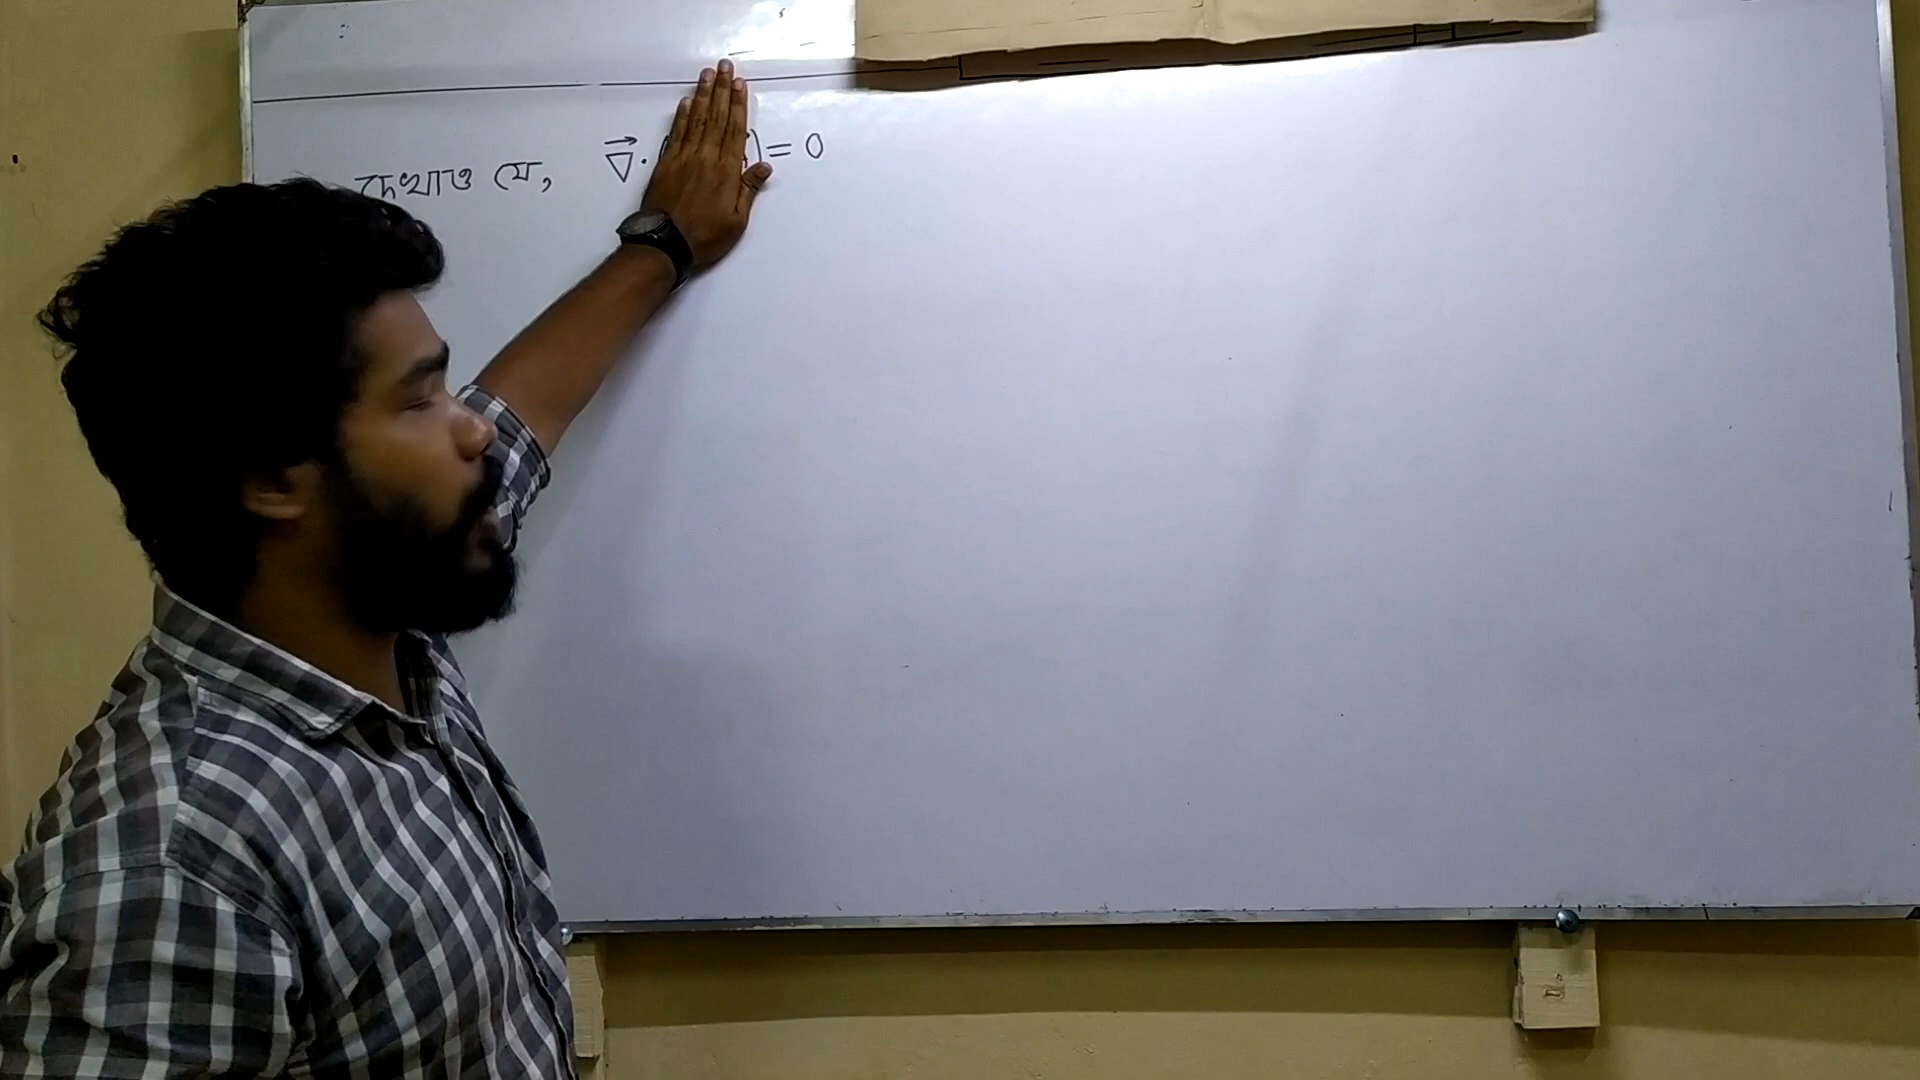 দেখাও যে, ∇⃗ · ( ) = 0